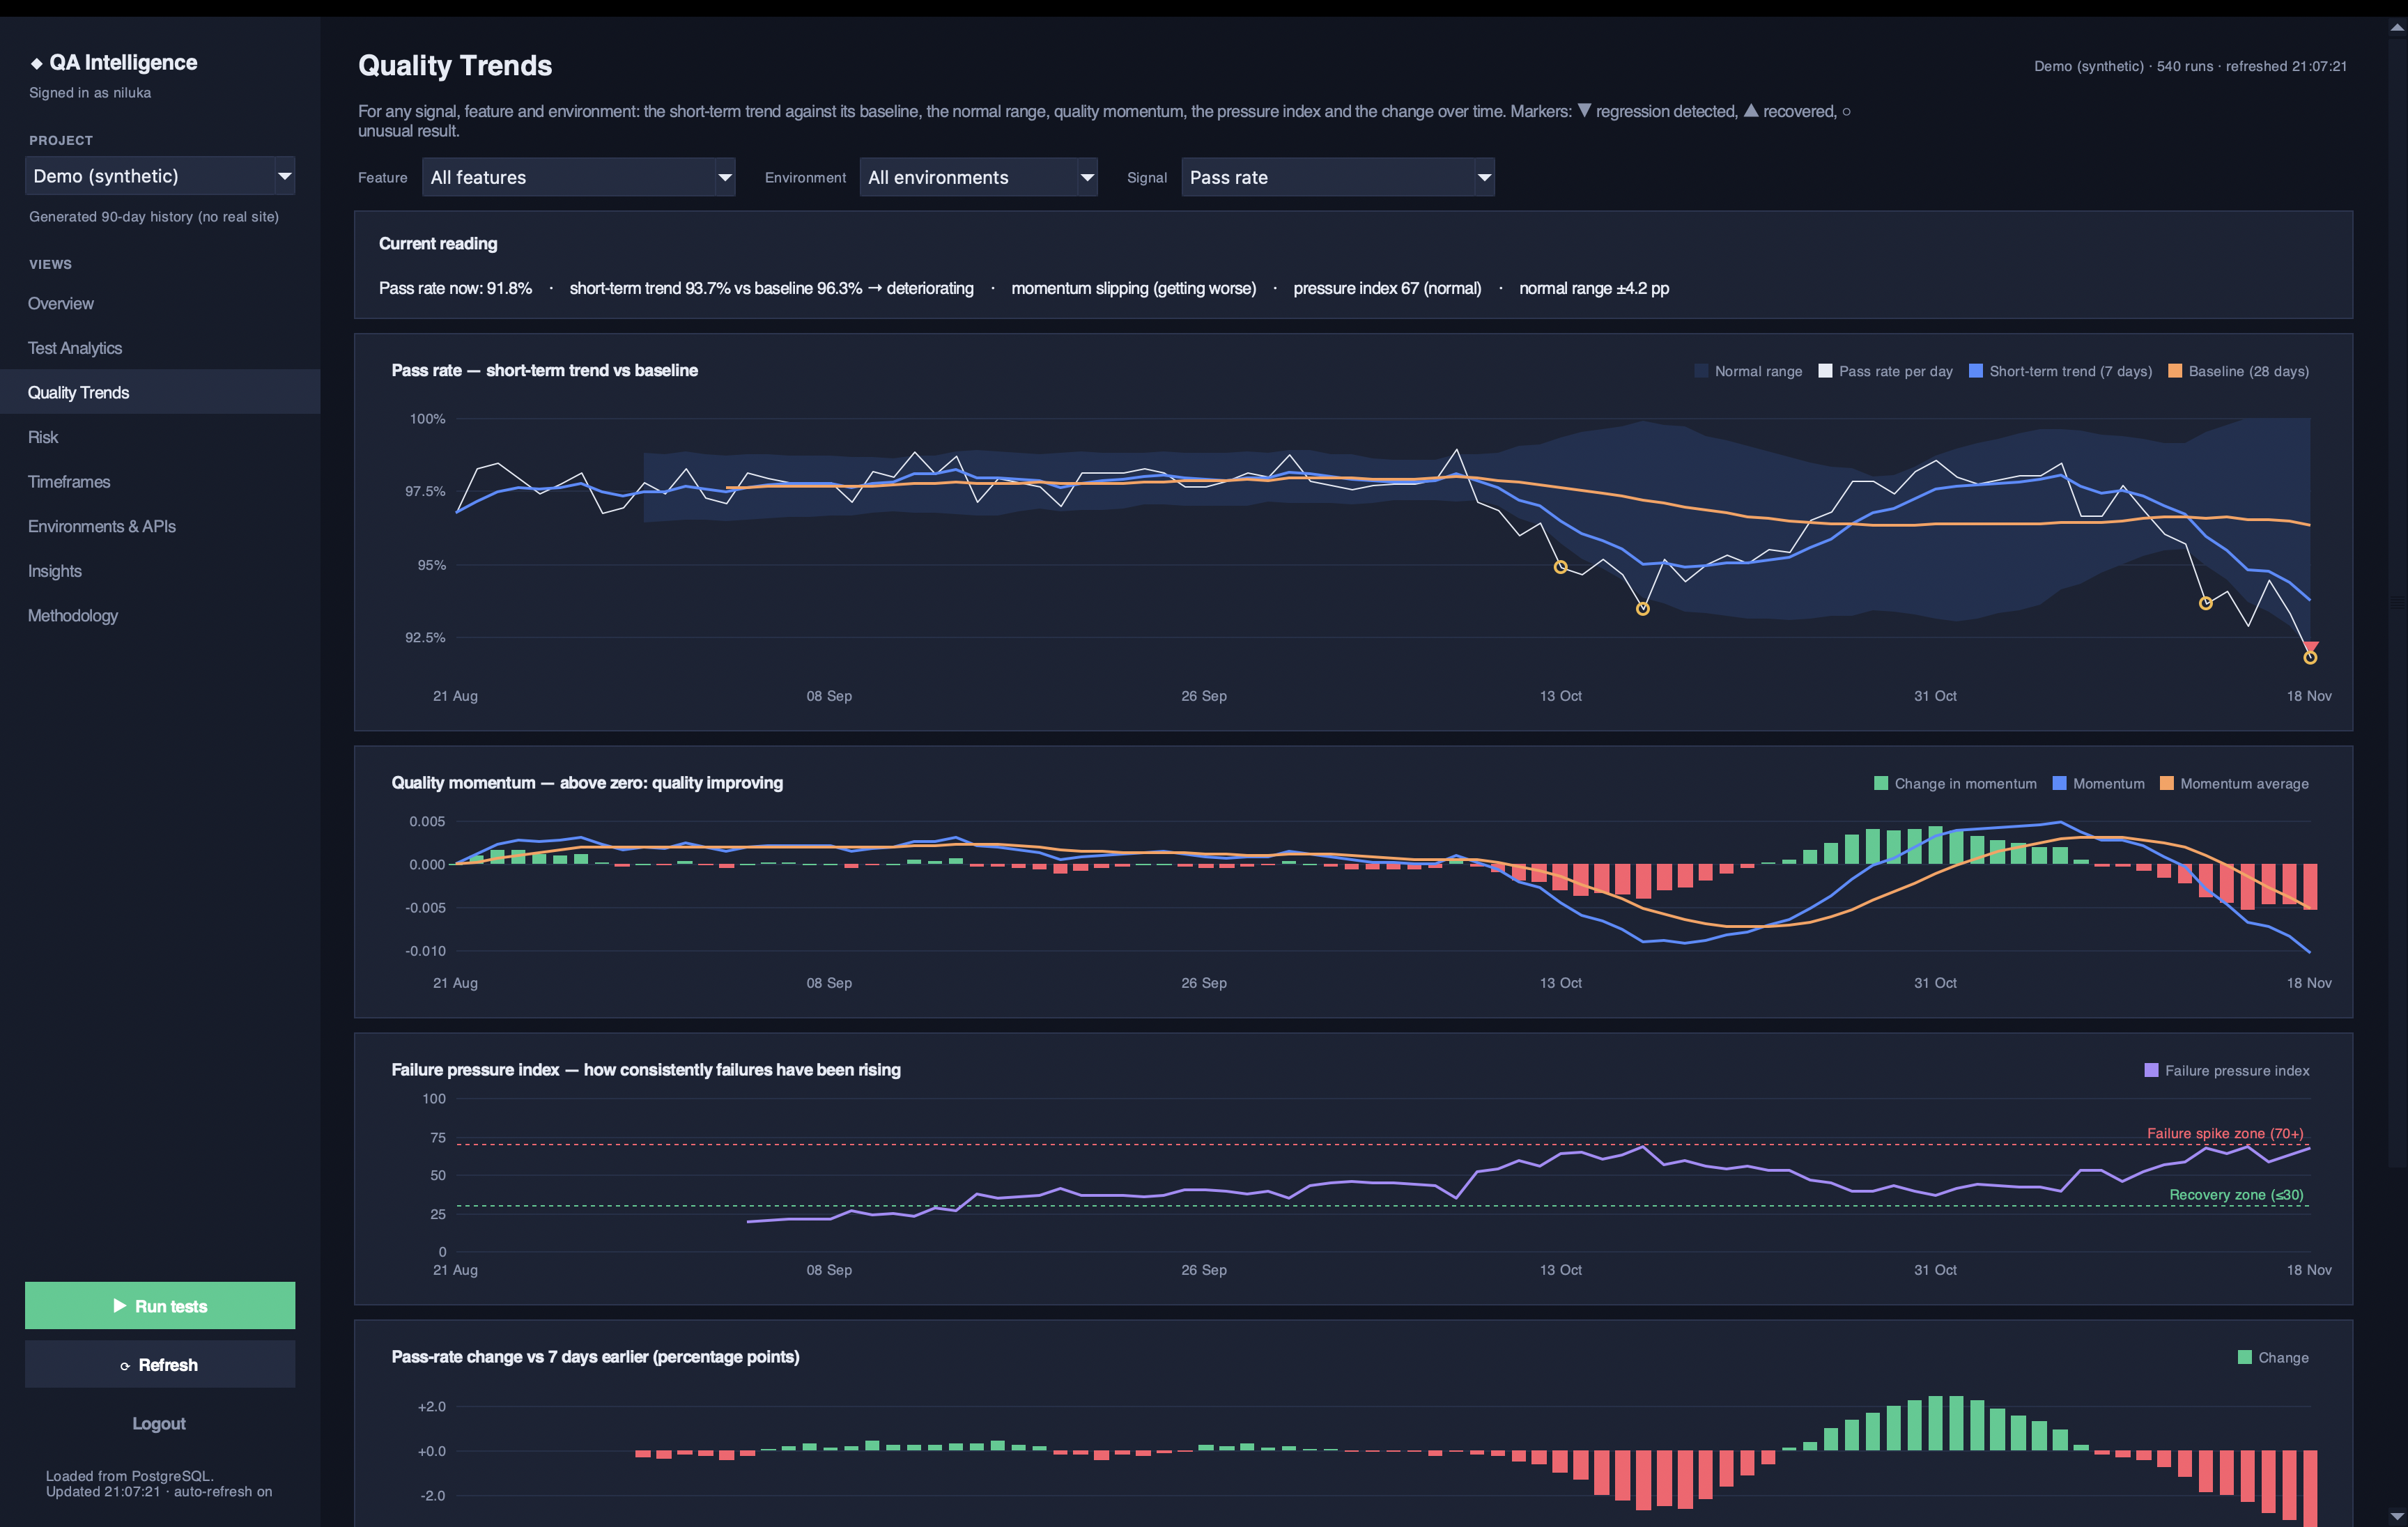 ◆ QA Intelligence
Signed in as niluka
PROJECT
Demo (synthetic)
Generated 90-day history (no real site)
VIEWS
Overview
Test Analytics
Quality Trends
Risk
Timeframes
Environments & APIs
Insights
Methodology
▶ Run tests
⟳ Refresh
Logout
Loaded from PostgreSQL.
Updated 21:07:21 · auto-refresh on
Quality Trends
Demo (synthetic) · 540 runs · refreshed 21:07:21
For any signal, feature and environment: the short-term trend against its baseline, the normal range, quality momentum, the pressure index and the change over time. Markers: ▼ regression detected, ▲ recovered, ○
unusual result.
Feature All features Environment All environments Signal Pass rate
Current reading
Pass rate now: 91.8% · short-term trend 93.7% vs baseline 96.3% → deteriorating · momentum slipping (getting worse) · pressure index 67 (normal) · normal range ±4.2 pp
Pass rate — short-term trend vs baseline
Normal range Pass rate per day Short-term trend (7 days) Baseline (28 days)
100%
97.5%
95%
92.5%
21 Aug 08 Sep 26 Sep 13 Oct 31 Oct 18 Nov
Quality momentum — above zero: quality improving
Change in momentum Momentum Momentum average
0.005
0.000
-0.005
-0.010
21 Aug 08 Sep 26 Sep 13 Oct 31 Oct 18 Nov
Failure pressure index — how consistently failures have been rising
Failure pressure index
100
75
Failure spike zone (70+)
50
Recovery zone (≤30)
25
0
21 Aug 08 Sep 26 Sep 13 Oct 31 Oct 18 Nov
Pass-rate change vs 7 days earlier (percentage points)
Change
+2.0
+0.0
-2.0